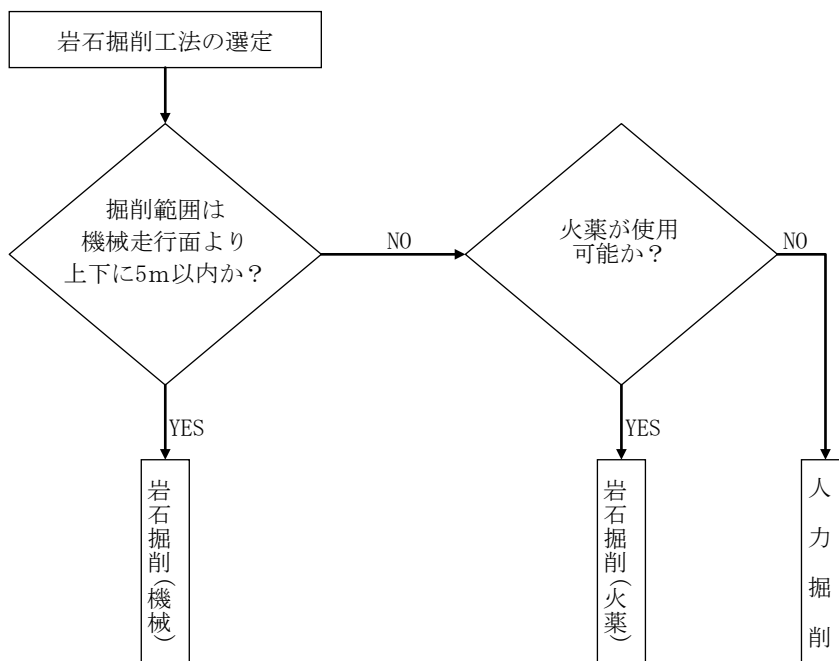 岩石掘削工法の選定
掘削範囲は
機械走行面より
上下に5m以内か?
NO
火薬が使用
可能か?
NO
YES
YES
岩石掘削(機械)
岩石掘削(火薬)
人力掘削